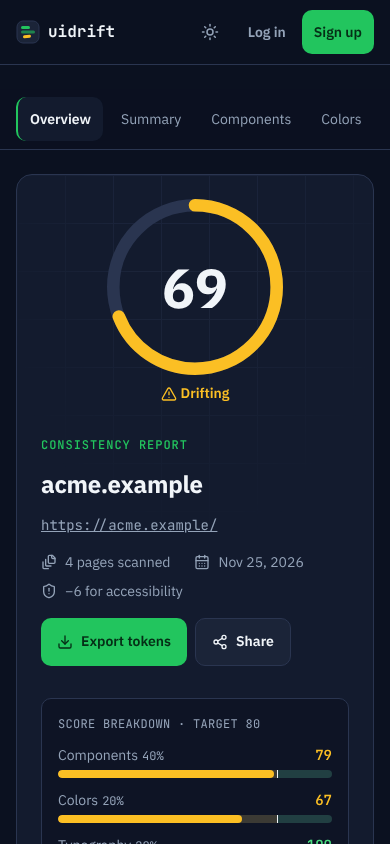 uidrift
Log in
Sign up
Overview
Summary
Components
Colors
69
Drifting
CONSISTENCY REPORT
acme.example
https://acme.example/
4 pages scanned
Nov 25, 2026
−6 for accessibility
Export tokens
Share
SCORE BREAKDOWN · TARGET 80
Components 40%
79
Colors 20%
67